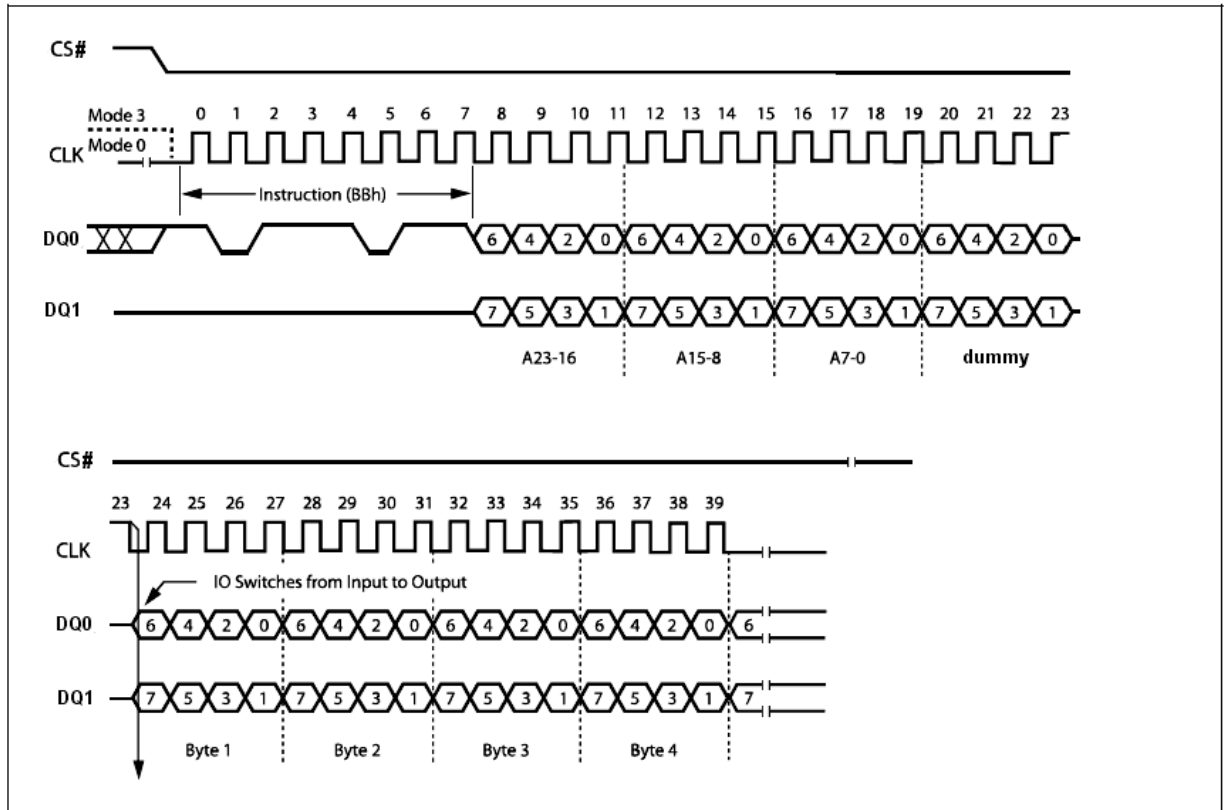 CS#
Mode 3
0 1 2 3 4 5 6 7 8 9 10 11 12 13 14 15 16 17 18 19 20 21 22 23
Mode 0
CLK
Instruction (BBh)
DQ0
6 4 2 0 6 4 2 0 6 4 2 0 6 4 2 0
DQ1
7 5 3 1 7 5 3 1 7 5 3 1 7 5 3 1
A23-16 A15-8 A7-0 dummy
CS#
23 24 25 26 27 28 29 30 31 32 33 34 35 36 37 38 39
CLK
IO Switches from Input to Output
DQ0
6 4 2 0 6 4 2 0 6 4 2 0 6 4 2 0 6
DQ1
7 5 3 1 7 5 3 1 7 5 3 1 7 5 3 1 7
Byte 1 Byte 2 Byte 3 Byte 4